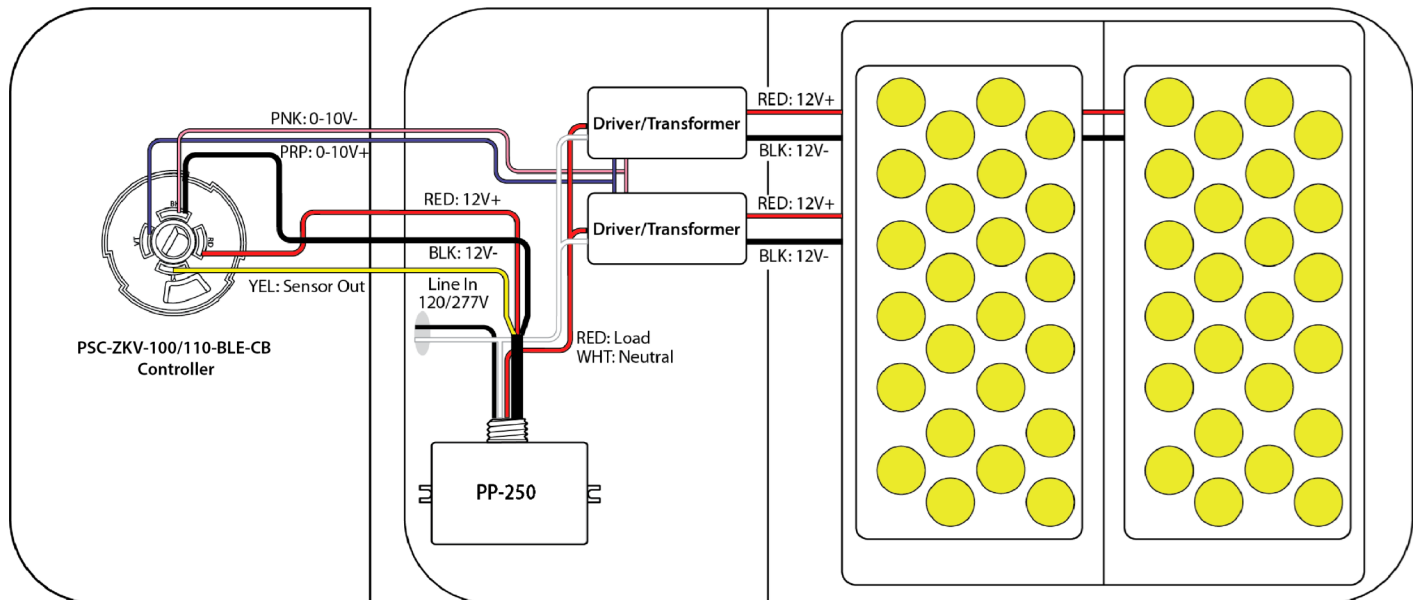 PNK: 0-10V-
PRP: 0-10V+
RED: 12V+
BLK: 12V-
YEL: Sensor Out
Line In
120/277V
RED: Load
WHT: Neutral
Driver/Transformer
RED: 12V+
BLK: 12V-
Driver/Transformer
RED: 12V+
BLK: 12V-
RD
PSC-ZKV-100/110-BLE-CB
Controller
PP-250